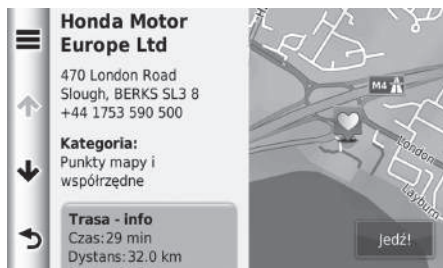 Honda Motor
Europe Ltd
470 London Road
Slough, BERKS SL3 8
+44 1753 590 500
Kategoria:
Punkty mapy i
współrzędne
Trasa - info
Czas: 29 min
Dystans: 32.0 km
M4
London
Layburn
Jedź!